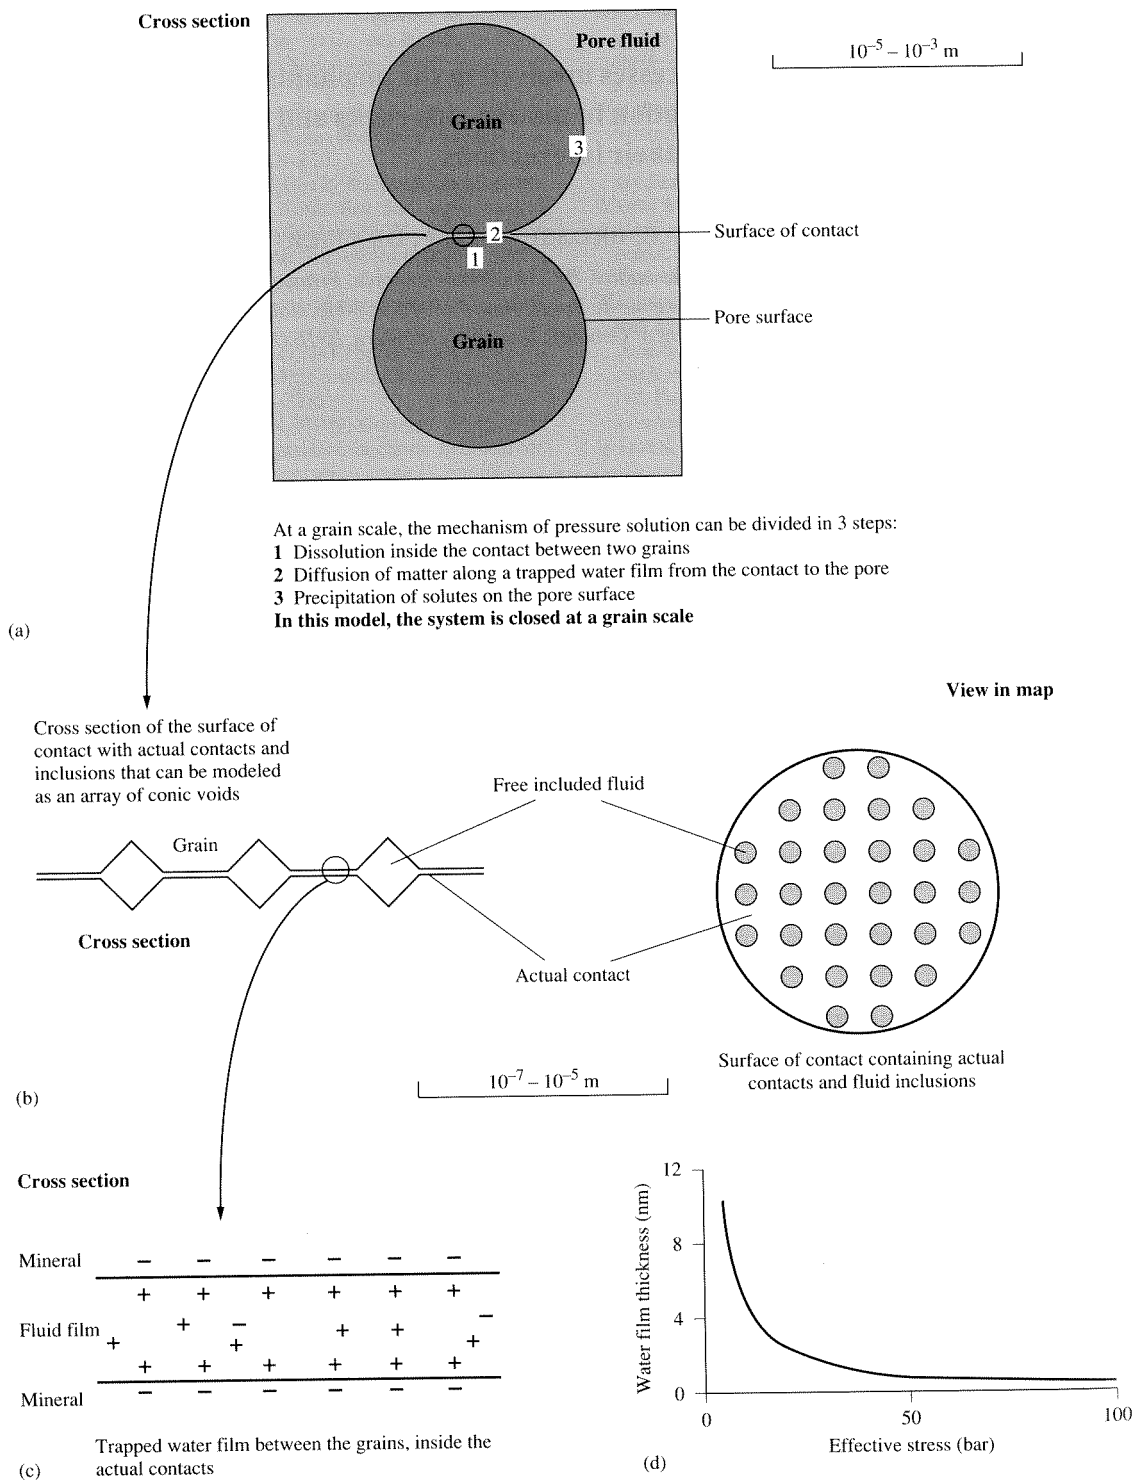 Cross section
Pore fluid
10⁻⁵ – 10⁻³ m
Grain
3
2
1
Surface of contact
Pore surface
Grain
At a grain scale, the mechanism of pressure solution can be divided in 3 steps:
1 Dissolution inside the contact between two grains
2 Diffusion of matter along a trapped water film from the contact to the pore
3 Precipitation of solutes on the pore surface
In this model, the system is closed at a grain scale
(a)
View in map
Cross section of the surface of
contact with actual contacts and
inclusions that can be modeled
as an array of conic voids
Free included fluid
Grain
Cross section
Actual contact
Surface of contact containing actual
contacts and fluid inclusions
10⁻⁷ – 10⁻⁵ m
(b)
Cross section
Mineral
– – – – – –
+ + + + + +
Fluid film
+ + – + + + – +
+ + + + + +
– – – – – –
Mineral
Trapped water film between the grains, inside the
actual contacts
(c)
Water film thickness (nm)
12
8
4
0
0
50
100
Effective stress (bar)
(d)